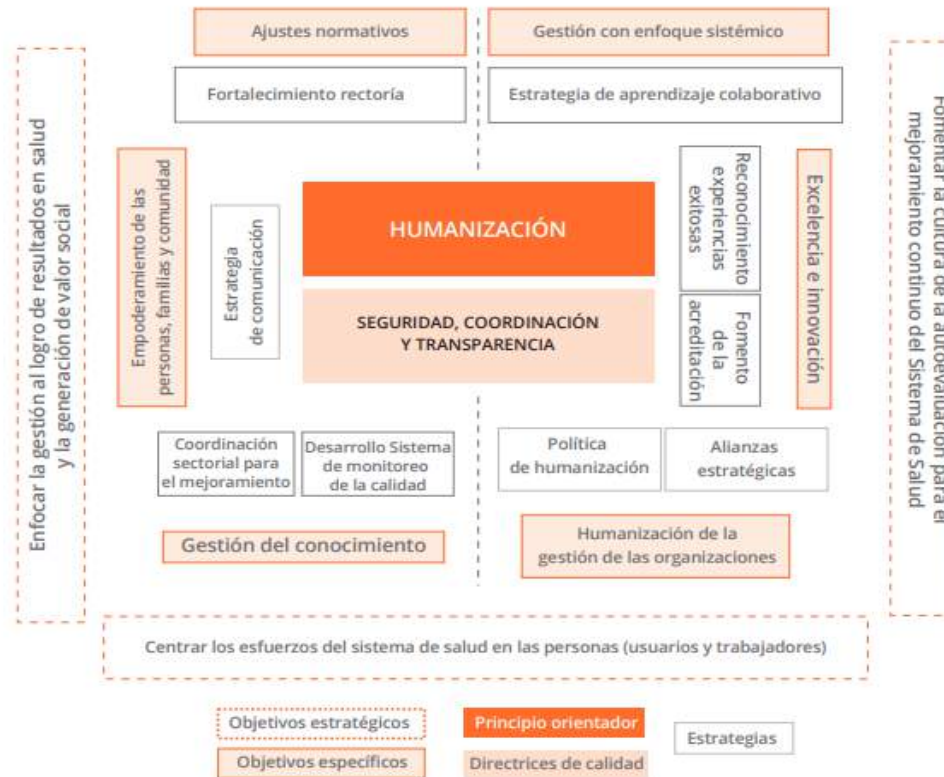 Ajustes normativos
Gestión con enfoque sistémico
Fortalecimiento rectoría
Estrategia de aprendizaje colaborativo
Enfocar la gestión al logro de resultados en salud
y la generación de valor social
Empoderamiento de las
personas, familias y comunidad
Estrategia
de comunicación
HUMANIZACIÓN
SEGURIDAD, COORDINACIÓN
Y TRANSPARENCIA
Reconocimiento
experiencias
exitosas
Fomento
de la
acreditación
Excelencia e innovación
Fomentar la cultura de la autoevaluación para el
mejoramiento continuo del Sistema de Salud
Coordinación
sectorial para
el mejoramiento
Desarrollo Sistema
de monitoreo
de la calidad
Política
de humanización
Alianzas
estratégicas
Gestión del conocimiento
Humanización de la
gestión de las organizaciones
Centrar los esfuerzos del sistema de salud en las personas (usuarios y trabajadores)
Objetivos estratégicos
Principio orientador
Estrategias
Objetivos específicos
Directrices de calidad